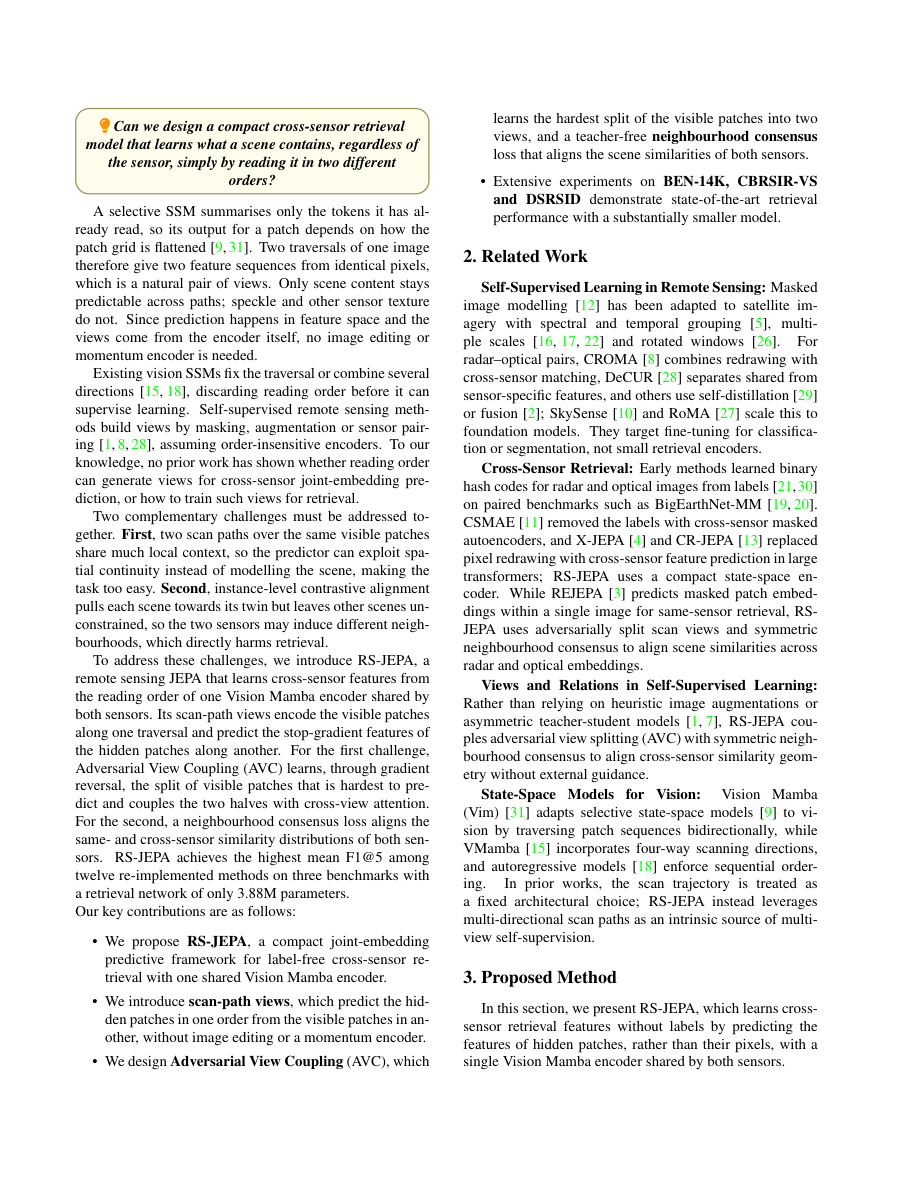 Can we design a compact cross-sensor retrieval
model that learns what a scene contains, regardless of
the sensor, simply by reading it in two different
orders?
A selective SSM summarises only the tokens it has al-
ready read, so its output for a patch depends on how the
patch grid is flattened [9, 31]. Two traversals of one image
therefore give two feature sequences from identical pixels,
which is a natural pair of views. Only scene content stays
predictable across paths; speckle and other sensor texture
do not. Since prediction happens in feature space and the
views come from the encoder itself, no image editing or
momentum encoder is needed.
Existing vision SSMs fix the traversal or combine several
directions [15, 18], discarding reading order before it can
supervise learning. Self-supervised remote sensing meth-
ods build views by masking, augmentation or sensor pair-
ing [1, 8, 28], assuming order-insensitive encoders. To our
knowledge, no prior work has shown whether reading order
can generate views for cross-sensor joint-embedding pre-
diction, or how to train such views for retrieval.
Two complementary challenges must be addressed to-
gether. First, two scan paths over the same visible patches
share much local context, so the predictor can exploit spa-
tial continuity instead of modelling the scene, making the
task too easy. Second, instance-level contrastive alignment
pulls each scene towards its twin but leaves other scenes un-
constrained, so the two sensors may induce different neigh-
bourhoods, which directly harms retrieval.
To address these challenges, we introduce RS-JEPA, a
remote sensing JEPA that learns cross-sensor features from
the reading order of one Vision Mamba encoder shared by
both sensors. Its scan-path views encode the visible patches
along one traversal and predict the stop-gradient features of
the hidden patches along another. For the first challenge,
Adversarial View Coupling (AVC) learns, through gradient
reversal, the split of visible patches that is hardest to pre-
dict and couples the two halves with cross-view attention.
For the second, a neighbourhood consensus loss aligns the
same- and cross-sensor similarity distributions of both sen-
sors. RS-JEPA achieves the highest mean F1@5 among
twelve re-implemented methods on three benchmarks with
a retrieval network of only 3.88M parameters.
Our key contributions are as follows:
• We propose RS-JEPA, a compact joint-embedding
predictive framework for label-free cross-sensor re-
trieval with one shared Vision Mamba encoder.
• We introduce scan-path views, which predict the hid-
den patches in one order from the visible patches in an-
other, without image editing or a momentum encoder.
• We design Adversarial View Coupling (AVC), which
learns the hardest split of the visible patches into two
views, and a teacher-free neighbourhood consensus
loss that aligns the scene similarities of both sensors.
• Extensive experiments on BEN-14K, CBRSIR-VS
and DSRSID demonstrate state-of-the-art retrieval
performance with a substantially smaller model.
2. Related Work
Self-Supervised Learning in Remote Sensing: Masked
image modelling [12] has been adapted to satellite im-
agery with spectral and temporal grouping [5], multi-
ple scales [16, 17, 22] and rotated windows [26]. For
radar–optical pairs, CROMA [8] combines redrawing with
cross-sensor matching, DeCUR [28] separates shared from
sensor-specific features, and others use self-distillation [29]
or fusion [2]; SkySense [10] and RoMA [27] scale this to
foundation models. They target fine-tuning for classifica-
tion or segmentation, not small retrieval encoders.
Cross-Sensor Retrieval: Early methods learned binary
hash codes for radar and optical images from labels [21,30]
on paired benchmarks such as BigEarthNet-MM [19, 20].
CSMAE [11] removed the labels with cross-sensor masked
autoencoders, and X-JEPA [4] and CR-JEPA [13] replaced
pixel redrawing with cross-sensor feature prediction in large
transformers; RS-JEPA uses a compact state-space en-
coder. While REJEPA [3] predicts masked patch embed-
dings within a single image for same-sensor retrieval, RS-
JEPA uses adversarially split scan views and symmetric
neighbourhood consensus to align scene similarities across
radar and optical embeddings.
Views and Relations in Self-Supervised Learning:
Rather than relying on heuristic image augmentations or
asymmetric teacher-student models [1, 7], RS-JEPA cou-
ples adversarial view splitting (AVC) with symmetric neigh-
bourhood consensus to align cross-sensor similarity geom-
etry without external guidance.
State-Space Models for Vision: Vision Mamba
(Vim) [31] adapts selective state-space models [9] to vi-
sion by traversing patch sequences bidirectionally, while
VMamba [15] incorporates four-way scanning directions,
and autoregressive models [18] enforce sequential order-
ing. In prior works, the scan trajectory is treated as
a fixed architectural choice; RS-JEPA instead leverages
multi-directional scan paths as an intrinsic source of multi-
view self-supervision.
3. Proposed Method
In this section, we present RS-JEPA, which learns cross-
sensor retrieval features without labels by predicting the
features of hidden patches, rather than their pixels, with a
single Vision Mamba encoder shared by both sensors.